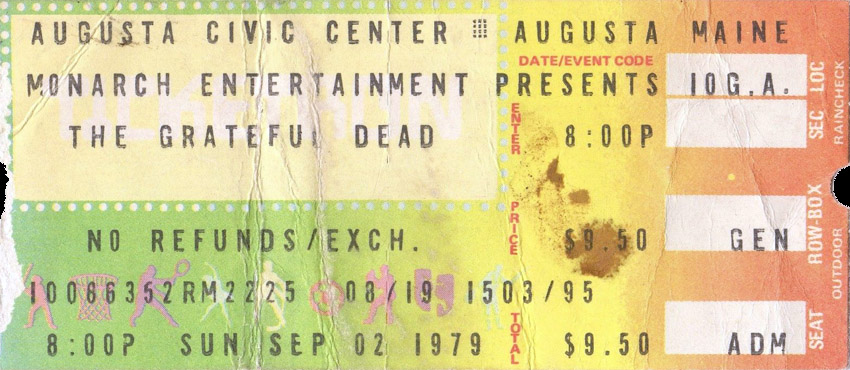 AUGUSTA CIVIC CENTER AUGUSTA MAINE
DATE/EVENT CODE
MONARCH ENTERTAINMENT PRESENTS IOG.A.
THE GRATEFUL DEAD 8:00P
ENTER
NO REFUNDS/EXCH. $9.50 GEN
PRICE
10066352RM2225 08/19 1503/95
8:00P SUN SEP 02 1979 $9.50 ADM
TOTAL
LOC
SEC
ROW-BOX
SEAT
RAINCHECK
OUTDOOR